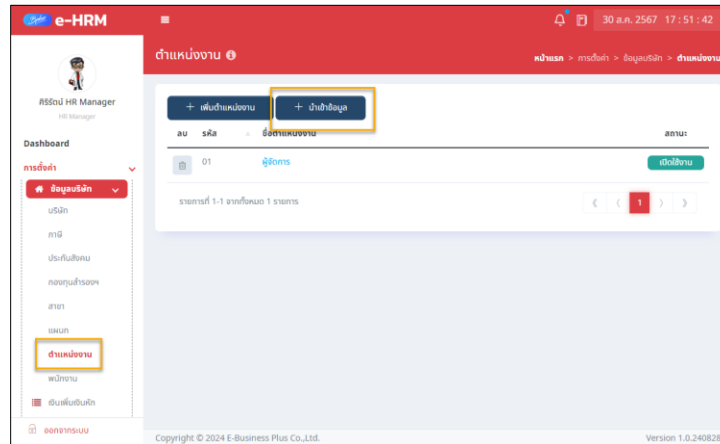 e-HRM
30 ส.ค. 2567 17 : 51 : 42
ตำแหน่งงาน
หน้าแรก > การตั้งค่า > ข้อมูลบริษัท > ตำแหน่งงาน
ศิริรัตน์ HR Manager
HR Manager
Dashboard
การตั้งค่า
ข้อมูลบริษัท
บริษัท
ภาษี
ประกันสังคม
กองทุนสำรองฯ
สาขา
แผนก
ตำแหน่งงาน
พนักงาน
เงินเพิ่มเงินหัก
ออกจากระบบ
+ เพิ่มตำแหน่งงาน
+ นำเข้าข้อมูล
ลบ รหัส ชื่อตำแหน่งงาน สถานะ
01 ผู้จัดการ เปิดใช้งาน
รายการที่ 1-1 จากทั้งหมด 1 รายการ
1
Copyright © 2024 E-Business Plus Co.,Ltd.
Version 1.0.240828